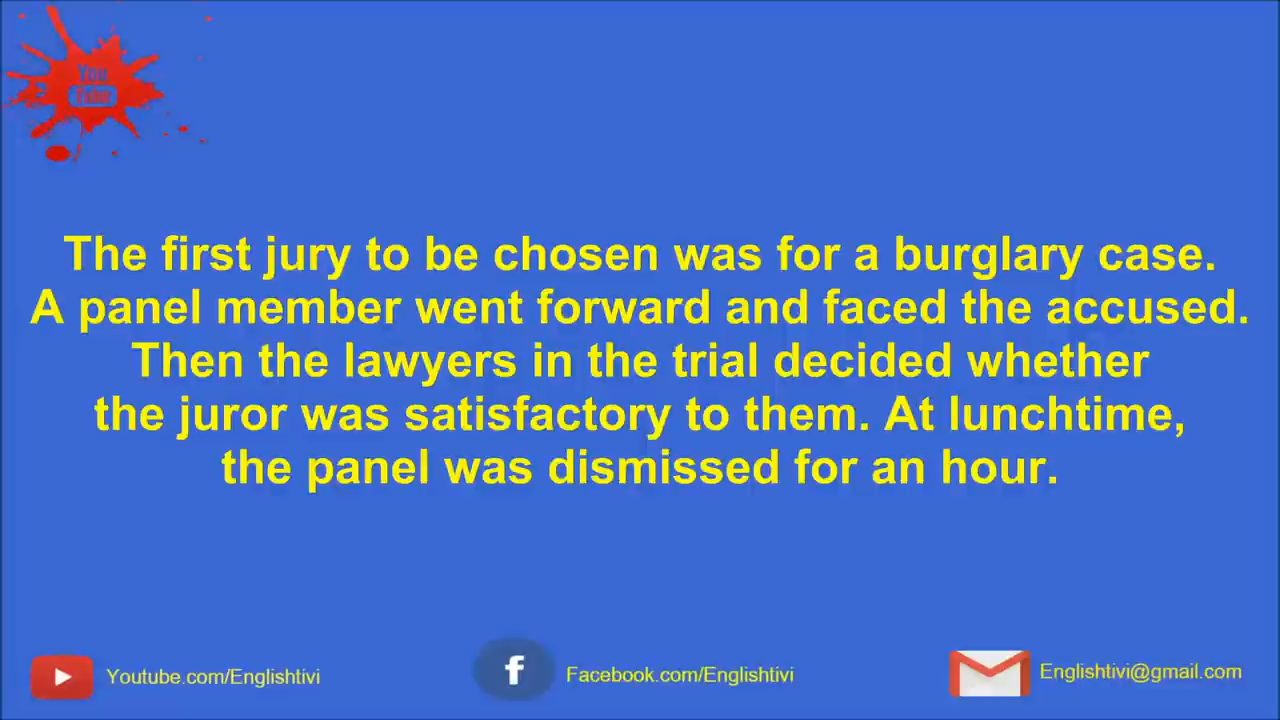 You
Tube
The first jury to be chosen was for a burglary case.
A panel member went forward and faced the accused.
Then the lawyers in the trial decided whether
the juror was satisfactory to them. At lunchtime,
the panel was dismissed for an hour.
Youtube.com/Englishtivi
f
Facebook.com/Englishtivi
Englishtivi@gmail.com